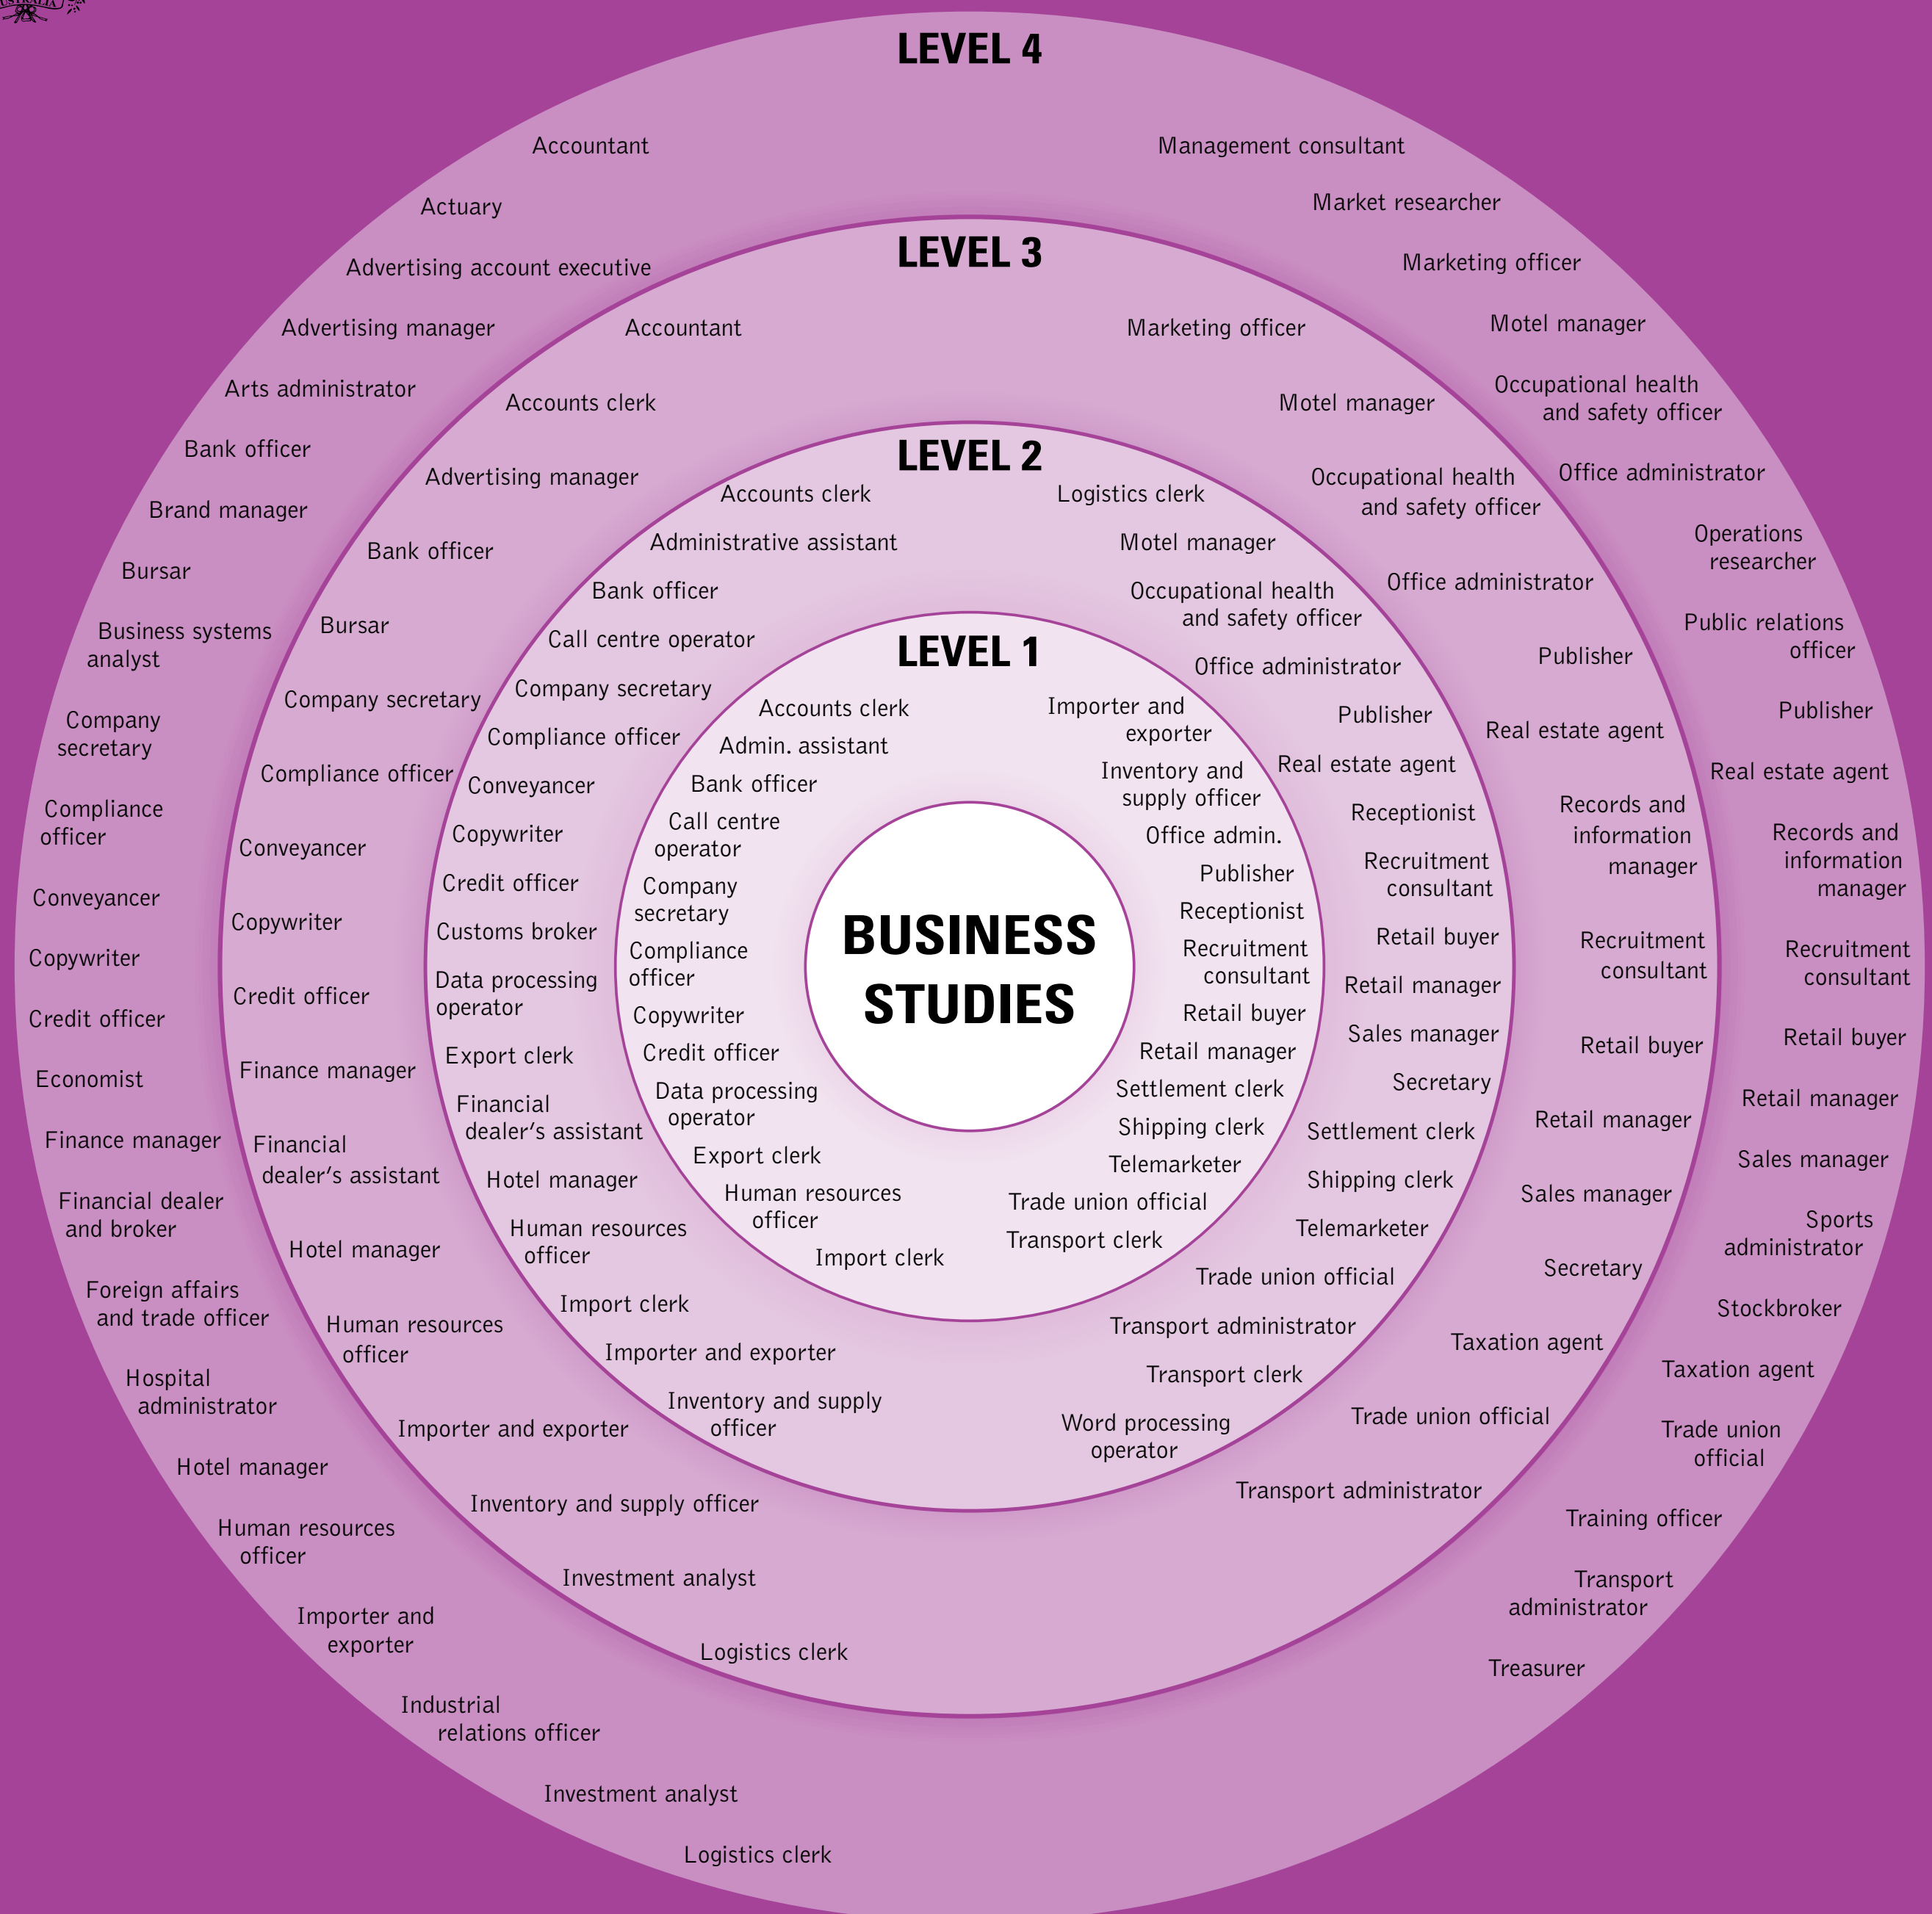 LEVEL 4
Accountant
Actuary
Advertising account executive
Advertising manager
Arts administrator
Bank officer
Brand manager
Bursar
Business systems
analyst
Company
secretary
Compliance
officer
Conveyancer
Copywriter
Credit officer
Economist
Finance manager
Financial dealer
and broker
Foreign affairs
and trade officer
Hospital
administrator
Hotel manager
Human resources
officer
Importer and
exporter
Industrial
relations officer
Investment analyst
Logistics clerk
Management consultant
Market researcher
Marketing officer
Motel manager
Occupational health
and safety officer
Office administrator
Operations
researcher
Public relations
officer
Publisher
Real estate agent
Records and
information
manager
Recruitment
consultant
Retail buyer
Retail manager
Sales manager
Sports
administrator
Stockbroker
Taxation agent
Trade union
official
Training officer
Transport
administrator
Treasurer
LEVEL 3
Accountant
Accounts clerk
Advertising manager
Bank officer
Bursar
Company secretary
Compliance officer
Conveyancer
Copywriter
Credit officer
Finance manager
Financial
dealer's assistant
Hotel manager
Human resources
officer
Importer and exporter
Inventory and supply officer
Investment analyst
Logistics clerk
Marketing officer
Motel manager
Occupational health
and safety officer
Office administrator
Publisher
Real estate agent
Records and
information
manager
Recruitment
consultant
Retail buyer
Retail manager
Sales manager
Secretary
Taxation agent
Trade union official
Transport administrator
LEVEL 2
Accounts clerk
Administrative assistant
Bank officer
Call centre operator
Company secretary
Compliance officer
Conveyancer
Copywriter
Credit officer
Customs broker
Data processing
operator
Export clerk
Financial
dealer's assistant
Hotel manager
Human resources
officer
Import clerk
Importer and exporter
Inventory and supply
officer
Logistics clerk
Motel manager
Occupational health
and safety officer
Office administrator
Publisher
Real estate agent
Receptionist
Recruitment
consultant
Retail buyer
Retail manager
Sales manager
Secretary
Settlement clerk
Shipping clerk
Telemarketer
Trade union official
Transport administrator
Transport clerk
Word processing
operator
LEVEL 1
Accounts clerk
Admin. assistant
Bank officer
Call centre
operator
Company
secretary
Compliance
officer
Copywriter
Credit officer
Data processing
operator
Export clerk
Human resources
officer
Import clerk
Importer and
exporter
Inventory and
supply officer
Office admin.
Publisher
Receptionist
Recruitment
consultant
Retail buyer
Retail manager
Settlement clerk
Shipping clerk
Telemarketer
Trade union official
Transport clerk
BUSINESS
STUDIES